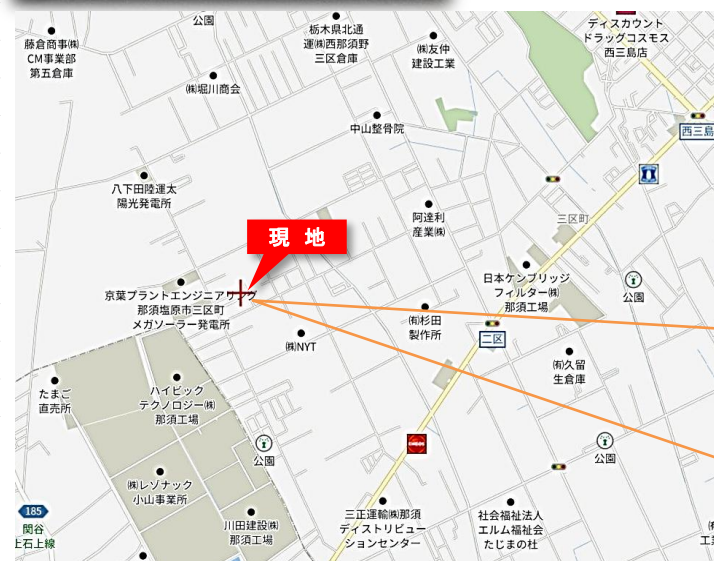 公園
ディスカウント
ドラッグコスモス
西三島店
栃木県北通
運㈱西那須野
三区倉庫
藤倉商事㈱
CM事業部
第五倉庫
㈱友仲
建設工業
㈱堀川商会
中山整骨院
西三島
八下田陸運太
陽光発電所
阿達利
産業㈱
三区町
現 地
日本ケンブリッジ
フィルター㈱
那須工場
公園
京葉プラントエンジニアリング
那須塩原市三区町
メガソーラー発電所
㈲杉田
製作所
二区
㈱NYT
㈲久留
生倉庫
たまご
直売所
ハイビック
テクノロジー㈱
那須工場
ENEOS
公園
公園
㈱レゾナック
小山事業所
185
関谷
上石上線
川田建設㈱
那須工場
三正運輸㈱那須
ディストリビュー
ションセンター
社会福祉法人
エルム福祉会
たじまの杜